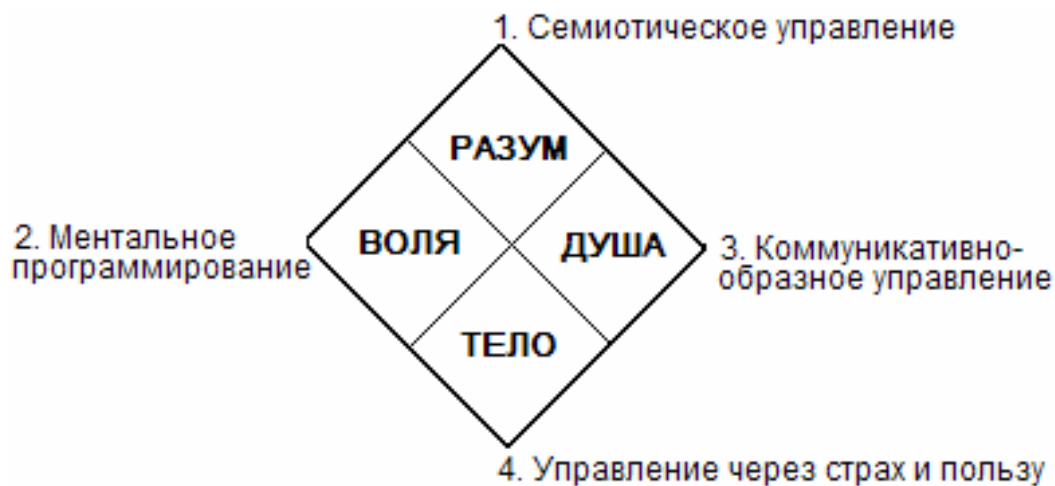 1. Семиотическое управление
РАЗУМ
2. Ментальное
программирование
ВОЛЯ
ДУША
3. Коммуникативно-
образное управление
ТЕЛО
4. Управление через страх и пользу